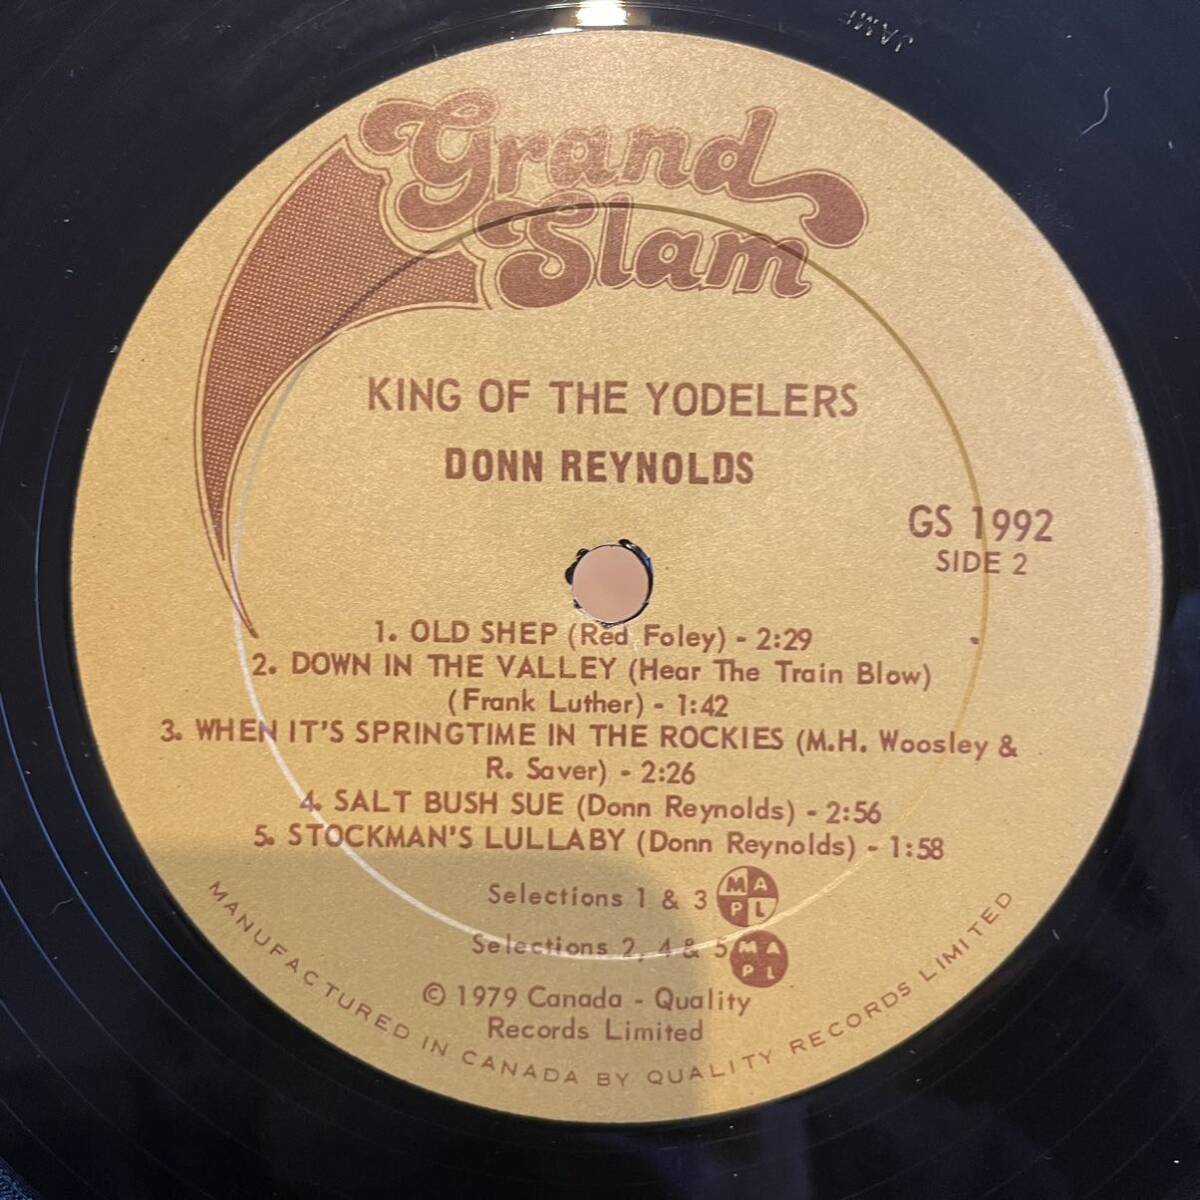 JAMF
Grand
Slam
KING OF THE YODELERS
DONN REYNOLDS
GS 1992
SIDE 2
1. OLD SHEP (Red Foley) - 2:29
2. DOWN IN THE VALLEY (Hear The Train Blow)
(Frank Luther) - 1:42
3. WHEN IT'S SPRINGTIME IN THE ROCKIES (M.H. Woosley &
R. Saver) - 2:26
4. SALT BUSH SUE (Donn Reynolds) - 2:56
5. STOCKMAN'S LULLABY (Donn Reynolds) - 1:58
Selections 1 & 3 M A P L
Selections 2, 4 & 5 M A P L
© 1979 Canada - Quality
Records Limited
MANUFACTURED IN CANADA BY QUALITY RECORDS LIMITED